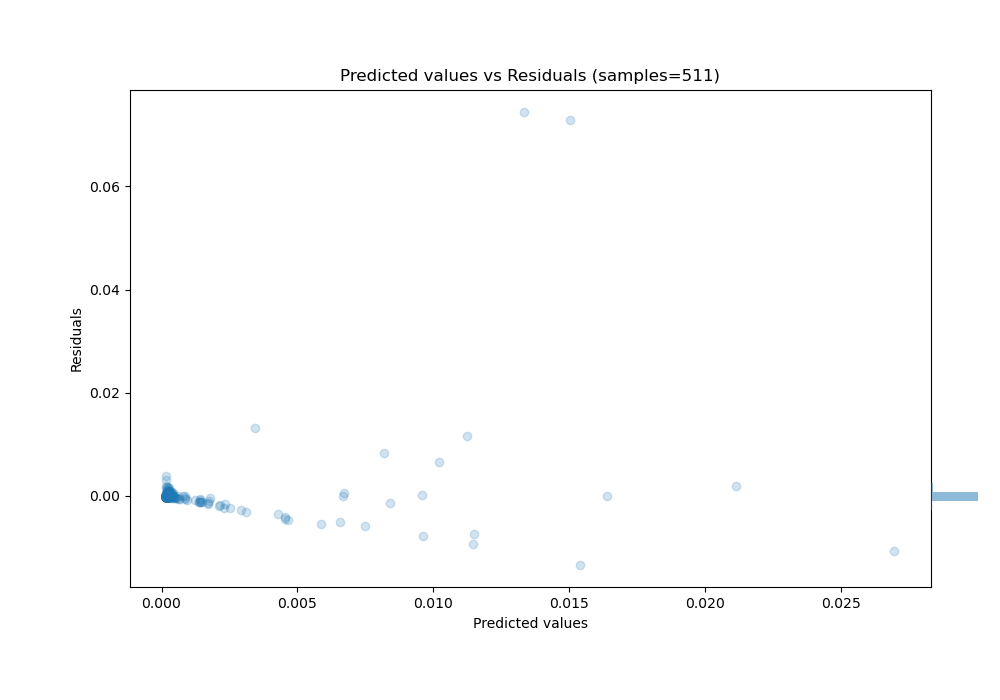 Predicted values vs Residuals (samples=511)
0.06
0.04
0.02
0.00
Residuals
0.000 0.005 0.010 0.015 0.020 0.025
Predicted values